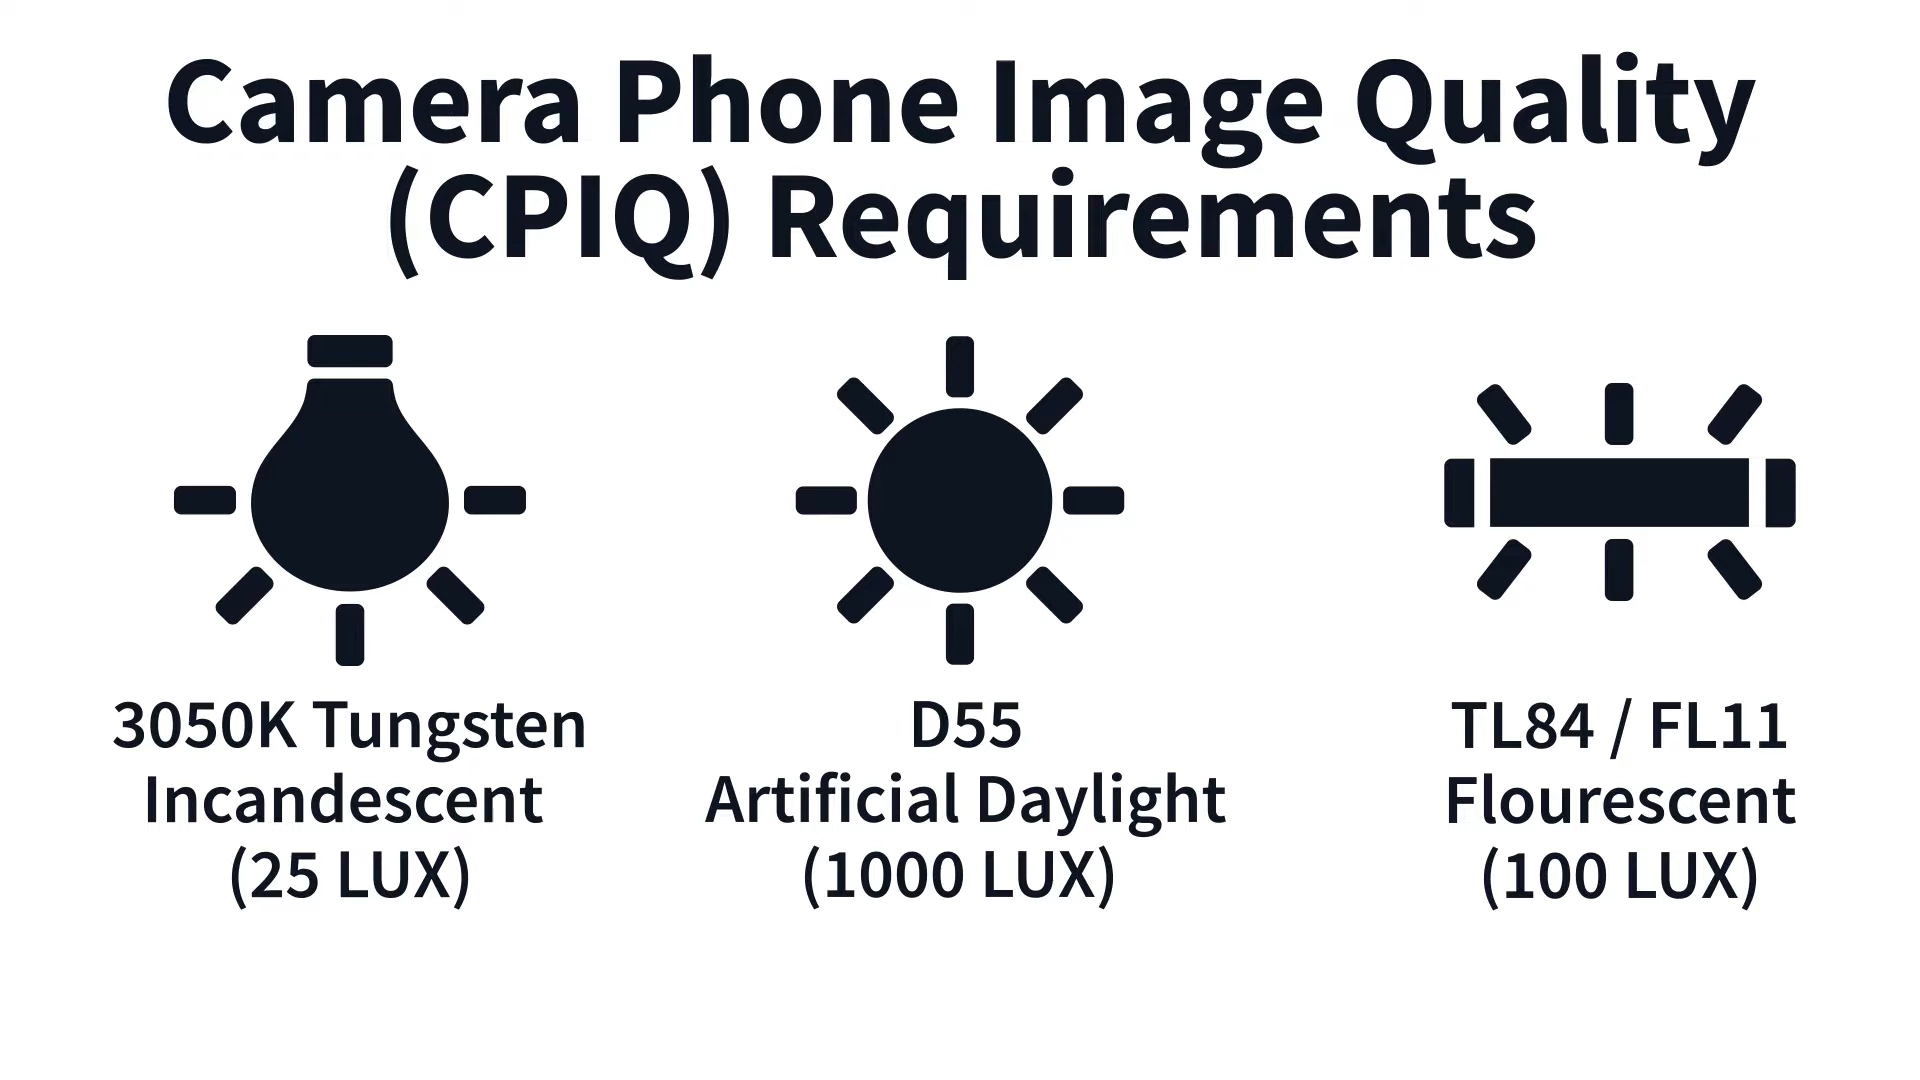 Camera Phone Image Quality
(CPIQ) Requirements
3050K Tungsten
Incandescent
(25 LUX)
D55
Artificial Daylight
(1000 LUX)
TL84 / FL11
Flourescent
(100 LUX)